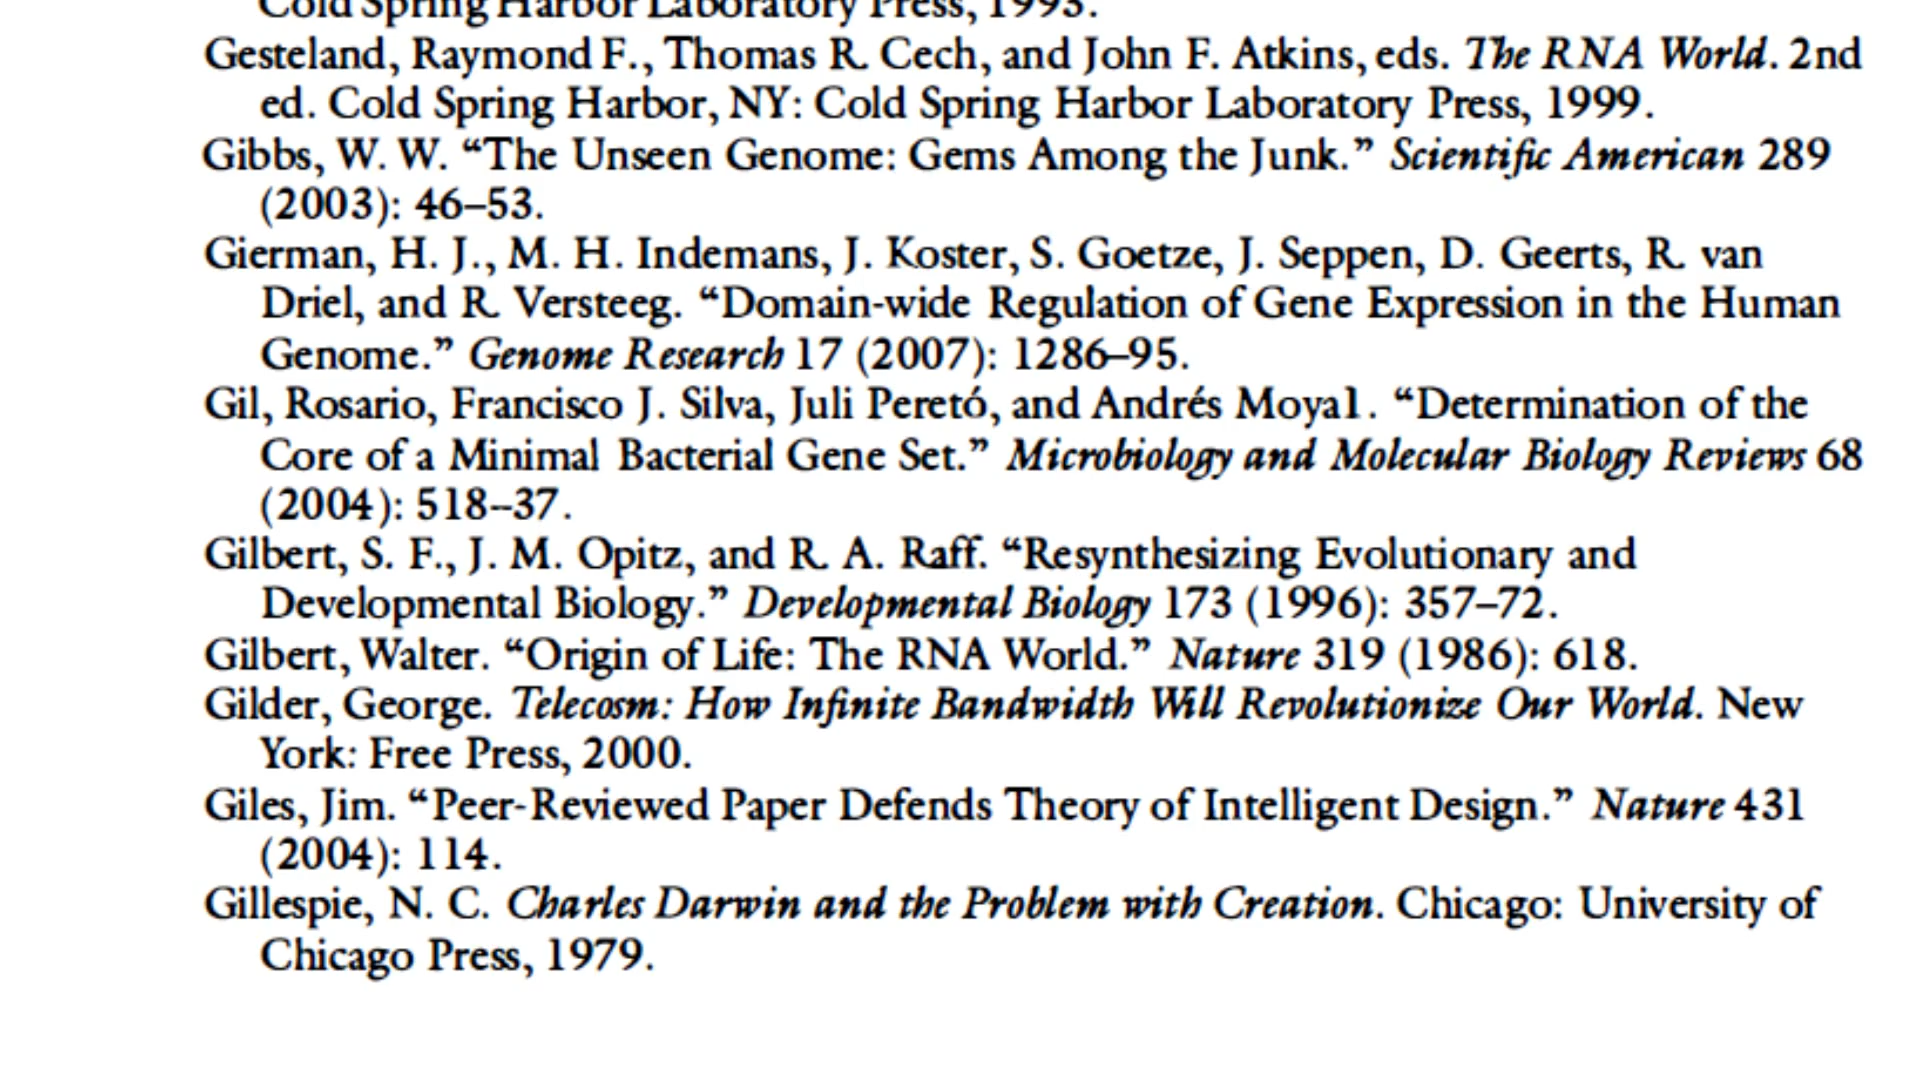 Cold Spring Harbor Laboratory Press, 1993.
Gesteland, Raymond F., Thomas R. Cech, and John F. Atkins, eds. The RNA World. 2nd
ed. Cold Spring Harbor, NY: Cold Spring Harbor Laboratory Press, 1999.
Gibbs, W. W. “The Unseen Genome: Gems Among the Junk.” Scientific American 289
(2003): 46–53.
Gierman, H. J., M. H. Indemans, J. Koster, S. Goetze, J. Seppen, D. Geerts, R. van
Driel, and R. Versteeg. “Domain-wide Regulation of Gene Expression in the Human
Genome.” Genome Research 17 (2007): 1286–95.
Gil, Rosario, Francisco J. Silva, Juli Peretó, and Andrés Moya1. “Determination of the
Core of a Minimal Bacterial Gene Set.” Microbiology and Molecular Biology Reviews 68
(2004): 518–37.
Gilbert, S. F., J. M. Opitz, and R. A. Raff. “Resynthesizing Evolutionary and
Developmental Biology.” Developmental Biology 173 (1996): 357–72.
Gilbert, Walter. “Origin of Life: The RNA World.” Nature 319 (1986): 618.
Gilder, George. Telecosm: How Infinite Bandwidth Will Revolutionize Our World. New
York: Free Press, 2000.
Giles, Jim. “Peer-Reviewed Paper Defends Theory of Intelligent Design.” Nature 431
(2004): 114.
Gillespie, N. C. Charles Darwin and the Problem with Creation. Chicago: University of
Chicago Press, 1979.